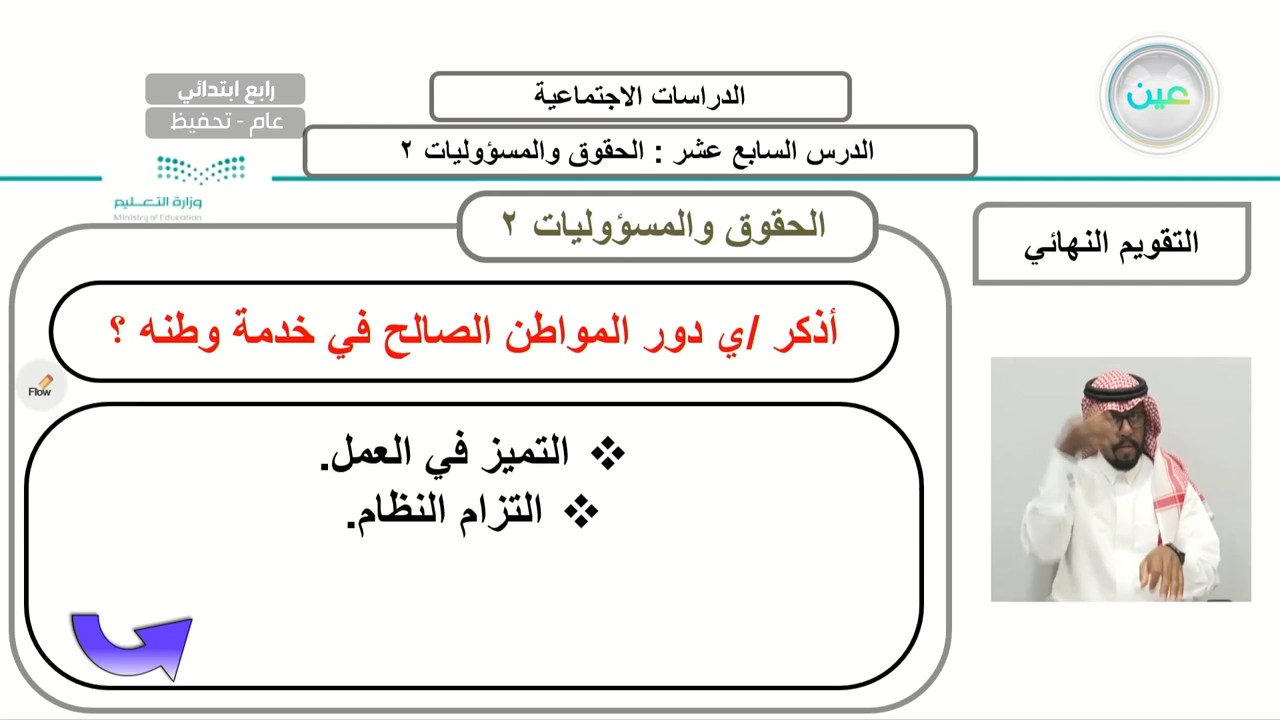 عين
رابع ابتدائي
عام - تحفيظ
الدراسات الاجتماعية
الدرس السابع عشر : الحقوق والمسؤوليات ٢
وزارة التعـلـيم
Ministry of Education
الحقوق والمسؤوليات ٢
التقويم النهائي
أذكر /ي دور المواطن الصالح في خدمة وطنه ؟
Flow
❖ التميز في العمل.
❖ التزام النظام.